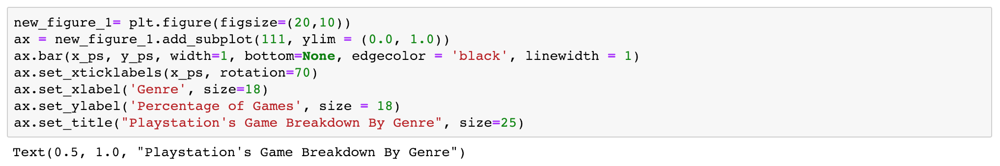 new_figure_1= plt.figure(figsize=(20,10))
ax = new_figure_1.add_subplot(111, ylim = (0.0, 1.0))
ax.bar(x_ps, y_ps, width=1, bottom=None, edgecolor = 'black', linewidth = 1)
ax.set_xticklabels(x_ps, rotation=70)
ax.set_xlabel('Genre', size=18)
ax.set_ylabel('Percentage of Games', size = 18)
ax.set_title("Playstation's Game Breakdown By Genre", size=25)
Text(0.5, 1.0, "Playstation's Game Breakdown By Genre")